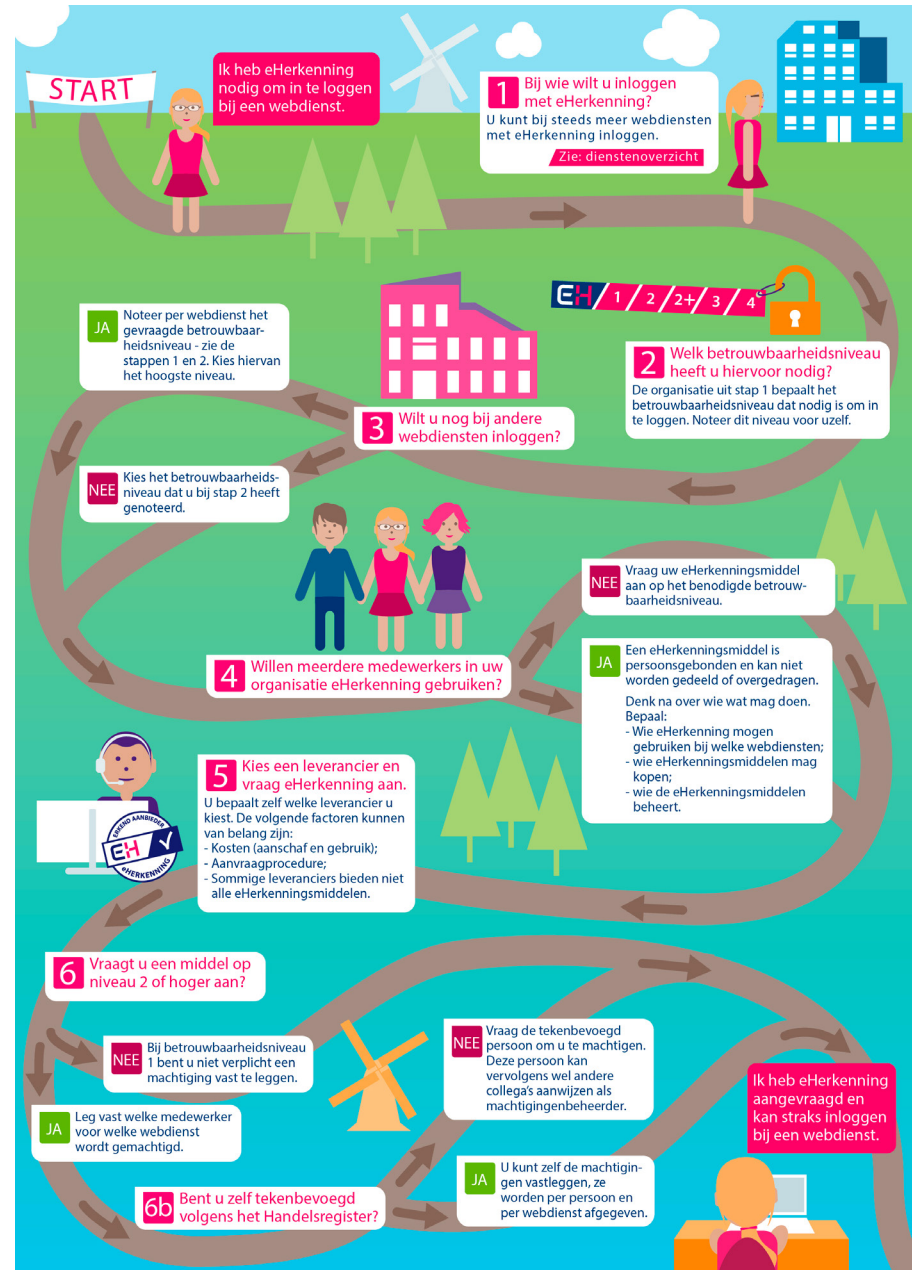 START
Ik heb eHerkenning
nodig om in te loggen
bij een webdienst.
1
Bij wie wilt u inloggen
met eHerkenning?
U kunt bij steeds meer webdiensten
met eHerkenning inloggen.
Zie: dienstenoverzicht
EH/1/2/2+/3/4
2
Welk betrouwbaarheidsniveau
heeft u hiervoor nodig?
De organisatie uit stap 1 bepaalt het
betrouwbaarheidsniveau dat nodig is om in
te loggen. Noteer dit niveau voor uzelf.
3
Wilt u nog bij andere
webdiensten inloggen?
JA
Noteer per webdienst het
gevraagde betrouwbaar-
heidsniveau - zie de
stappen 1 en 2. Kies hiervan
het hoogste niveau.
NEE
Kies het betrouwbaarheids-
niveau dat u bij stap 2 heeft
genoteerd.
4
Willen meerdere medewerkers in uw
organisatie eHerkenning gebruiken?
NEE
Vraag uw eHerkenningsmiddel
aan op het benodigde betrouw-
baarheidsniveau.
JA
Een eHerkenningsmiddel is
persoonsgebonden en kan niet
worden gedeeld of overgedragen.
Denk na over wie wat mag doen.
Bepaal:
- Wie eHerkenning mogen
gebruiken bij welke webdiensten;
- wie eHerkenningsmiddelen mag
kopen;
- wie de eHerkenningsmiddelen
beheert.
5
Kies een leverancier en
vraag eHerkenning aan.
U bepaalt zelf welke leverancier u
kiest. De volgende factoren kunnen
van belang zijn:
- Kosten (aanschaf en gebruik);
- Aanvraagprocedure;
- Sommige leveranciers bieden niet
alle eHerkenningsmiddelen.
ERKEND AANBIEDER
EH
eHERKENNING
6
Vraagt u een middel op
niveau 2 of hoger aan?
NEE
Bij betrouwbaarheidsniveau
1 bent u niet verplicht een
machtiging vast te leggen.
JA
Leg vast welke medewerker
voor welke webdienst
wordt gemachtigd.
6b
Bent u zelf tekenbevoegd
volgens het Handelsregister?
NEE
Vraag de tekenbevoegd
persoon om u te machtigen.
Deze persoon kan
vervolgens wel andere
collega's aanwijzen als
machtigingenbeheerder.
JA
U kunt zelf de machtigin-
gen vastleggen, ze
worden per persoon en
per webdienst afgegeven.
Ik heb eHerkenning
aangevraagd en
kan straks inloggen
bij een webdienst.